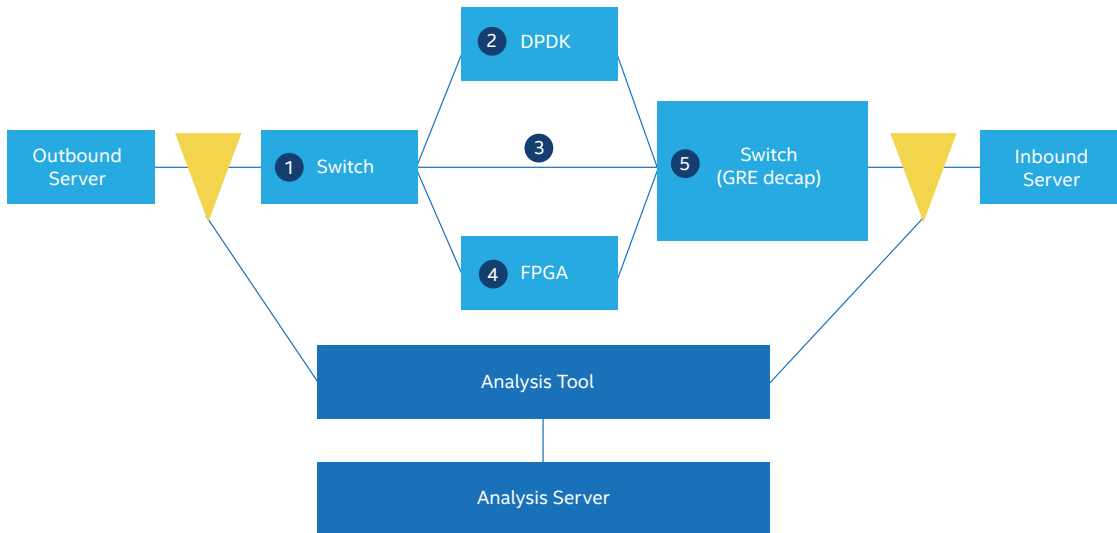 2 DPDK
Outbound
Server
1 Switch
3
5 Switch
(GRE decap)
Inbound
Server
4 FPGA
Analysis Tool
Analysis Server